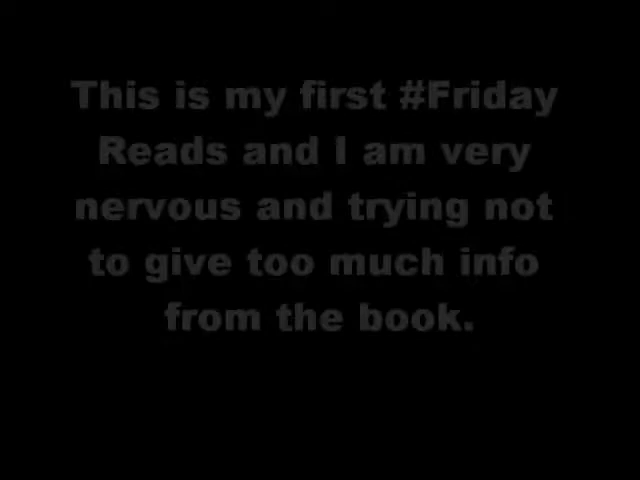 This is my first #Friday
Reads and I am very
nervous and trying not
to give too much info
from the book.